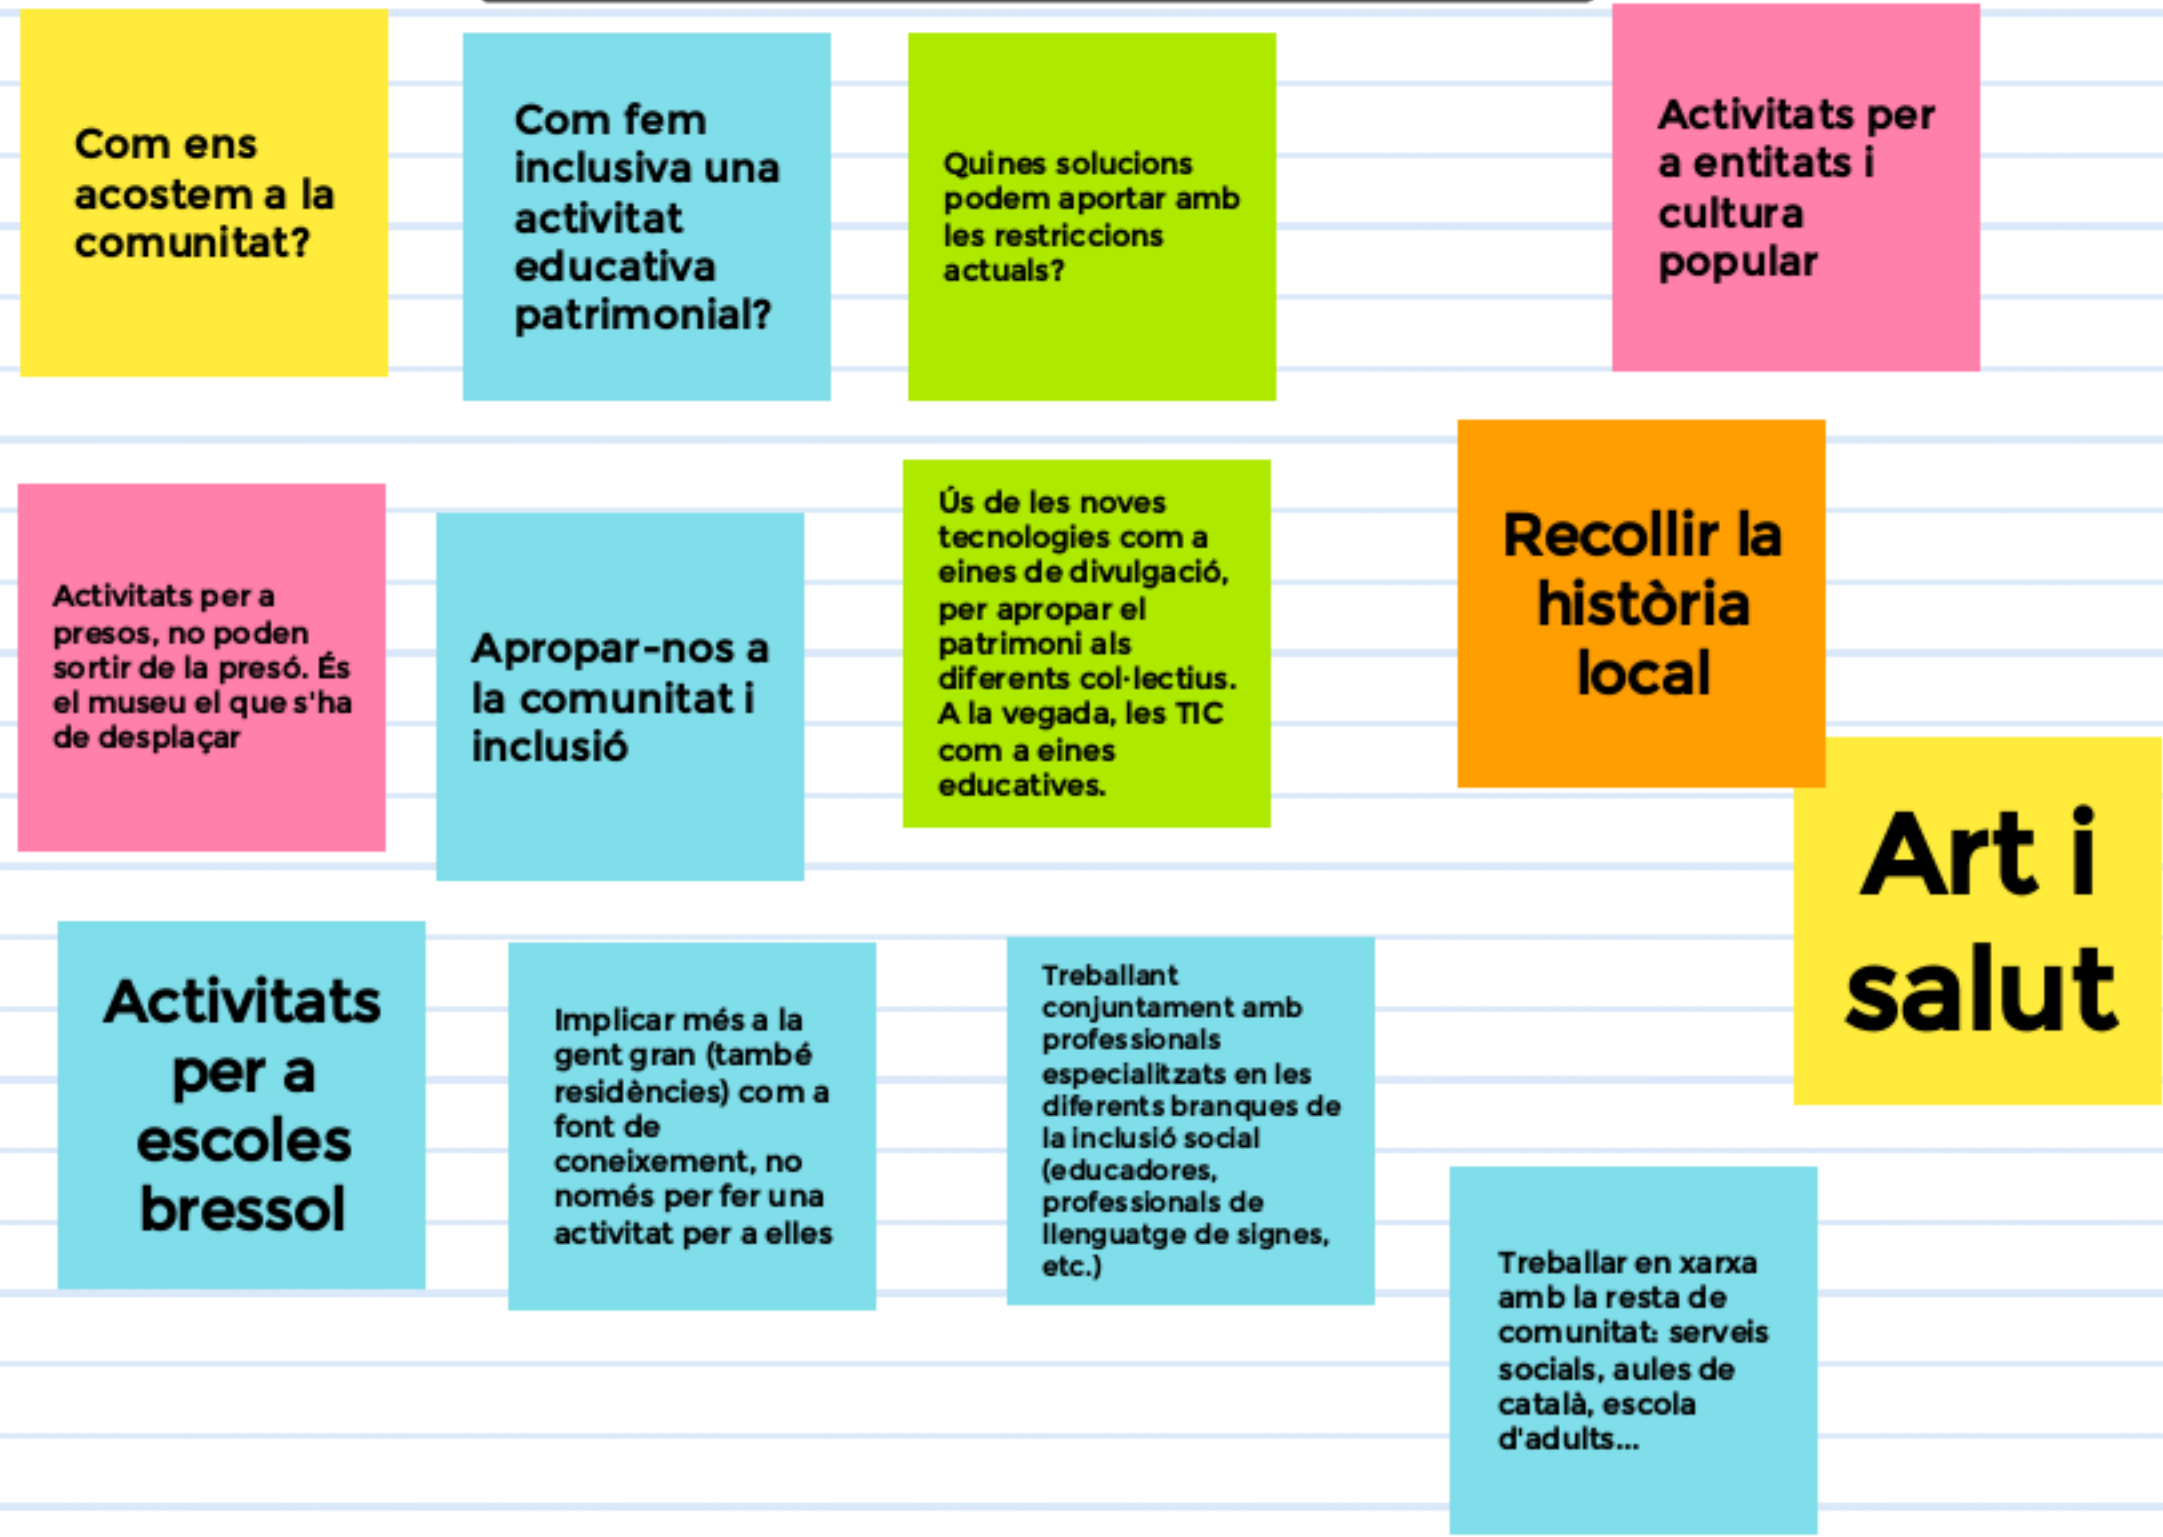 Com ens
acostem a la
comunitat?
Com fem
inclusiva una
activitat
educativa
patrimonial?
Quines solucions
podem aportar amb
les restriccions
actuals?
Activitats per
a entitats i
cultura
popular
Activitats per a
presos, no poden
sortir de la presó. És
el museu el que s'ha
de desplaçar
Apropar-nos a
la comunitat i
inclusió
Ús de les noves
tecnologies com a
eines de divulgació,
per apropar el
patrimoni als
diferents col·lectius.
A la vegada, les TIC
com a eines
educatives.
Recollir la
història
local
Art i
salut
Activitats
per a
escoles
bressol
Implicar més a la
gent gran (també
residències) com a
font de
coneixement, no
només per fer una
activitat per a elles
Treballant
conjuntament amb
professionals
especialitzats en les
diferents branques de
la inclusió social
(educadores,
professionals de
llenguatge de signes,
etc.)
Treballar en xarxa
amb la resta de
comunitat: serveis
socials, aules de
català, escola
d'adults...